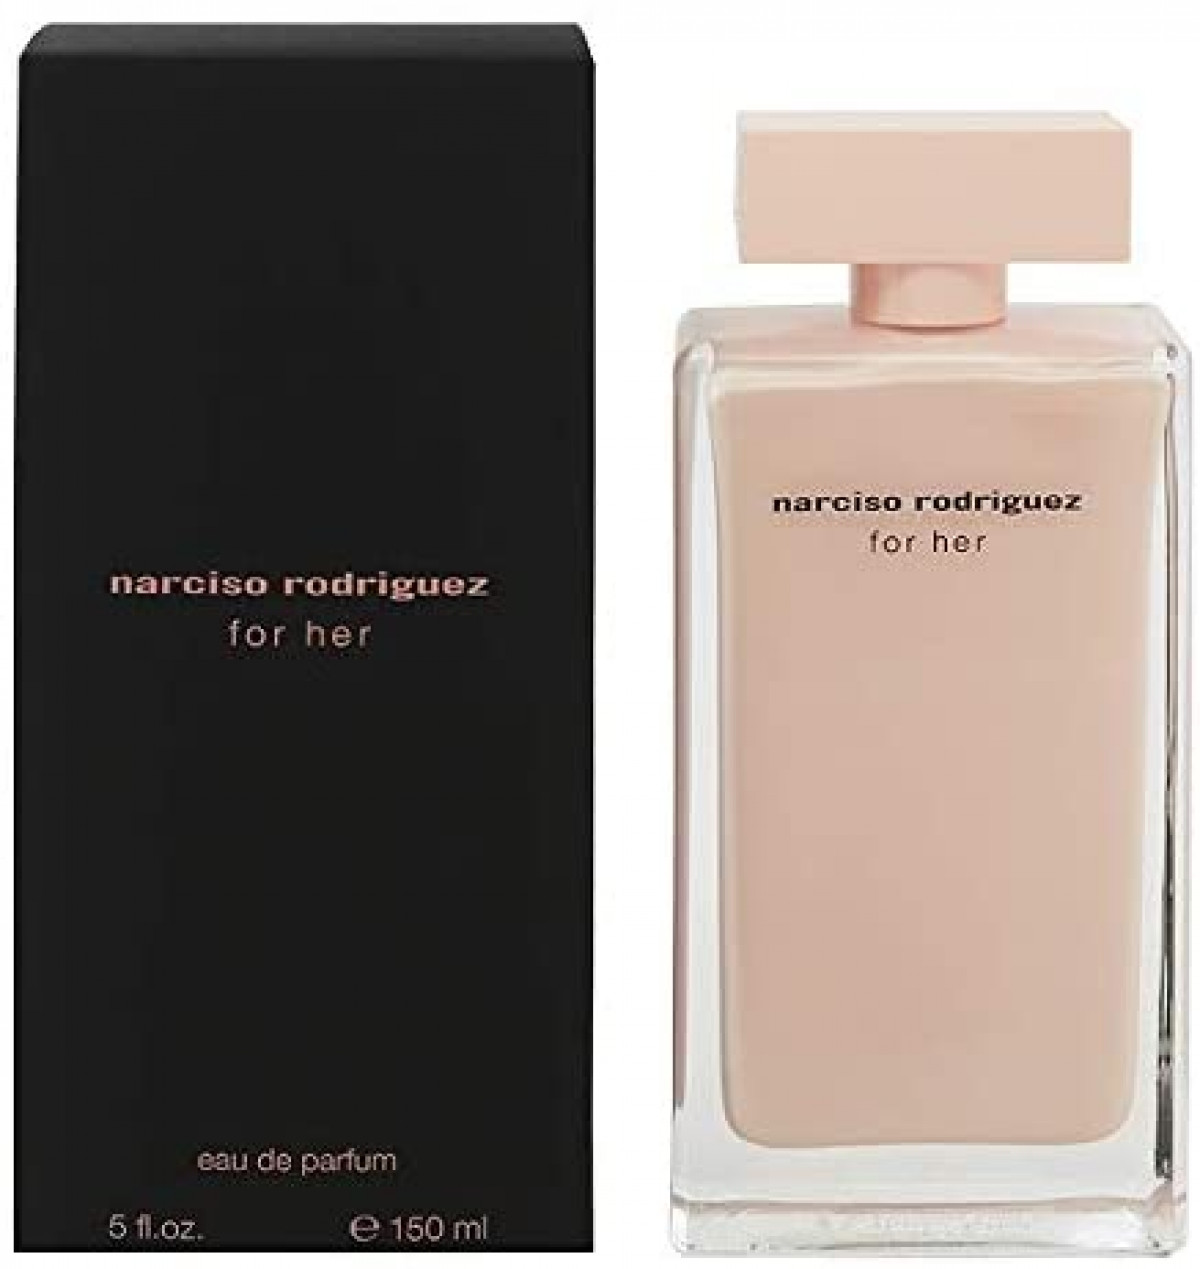 narciso rodriguez
for her
eau de parfum
5 fl.oz. e 150 ml
narciso rodriguez
for her